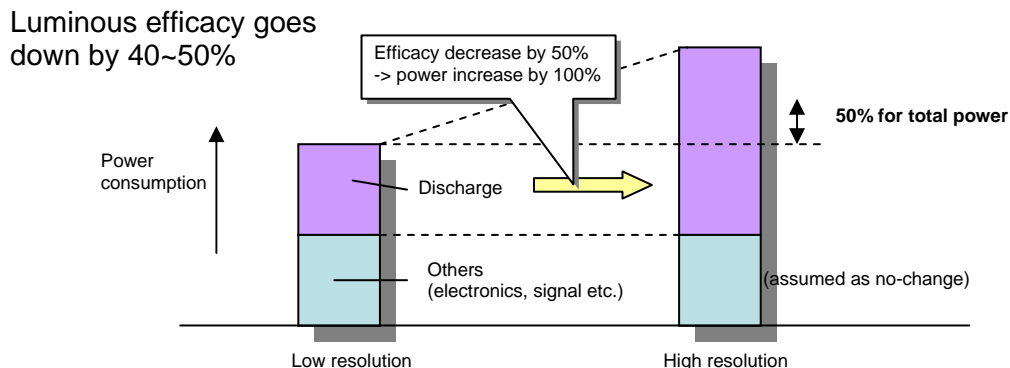 Luminous efficacy goes
down by 40~50%
Efficacy decrease by 50%
-> power increase by 100%
50% for total power
Power
consumption
Discharge
Others
(electronics, signal etc.)
(assumed as no-change)
Low resolution
High resolution